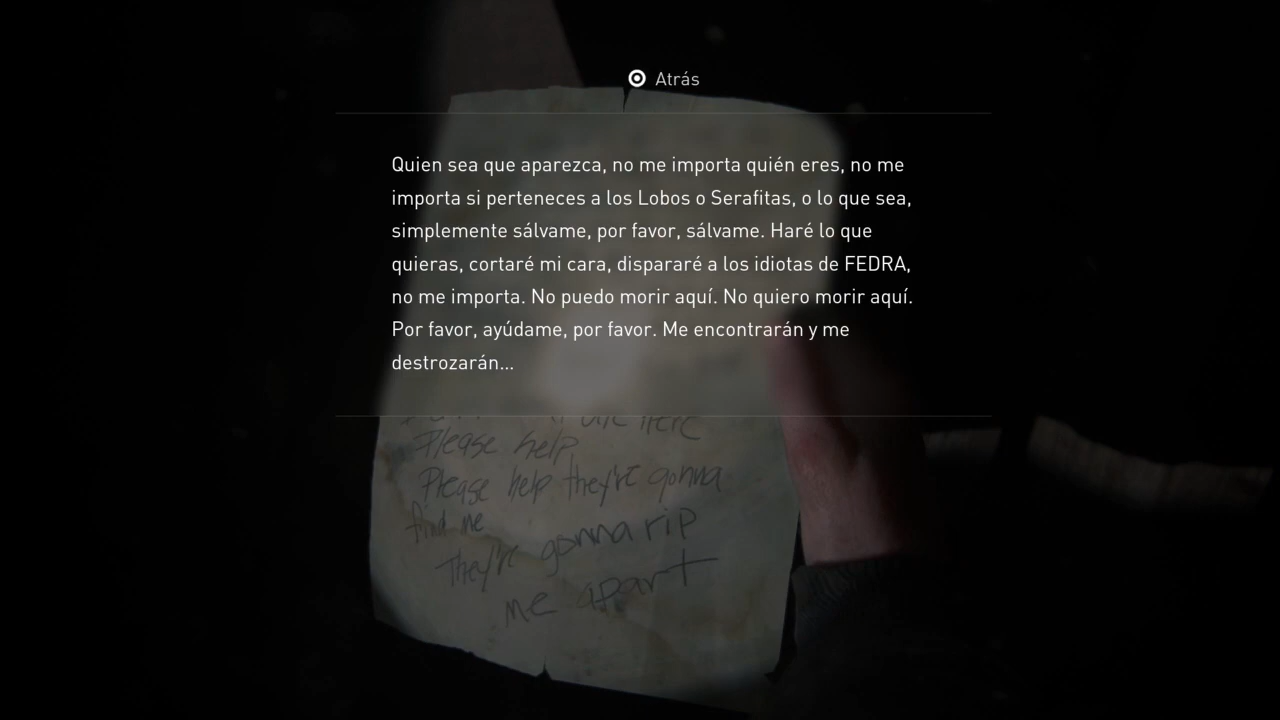 Atrás
Quien sea que aparezca, no me importa quién eres, no me
importa si perteneces a los Lobos o Serafitas, o lo que sea,
simplemente sálvame, por favor, sálvame. Haré lo que
quieras, cortaré mi cara, dispararé a los idiotas de FEDRA,
no me importa. No puedo morir aquí. No quiero morir aquí.
Por favor, ayúdame, por favor. Me encontrarán y me
destrozarán...
here
Please help
Please help they're gonna
find me
They're gonna rip
me apart